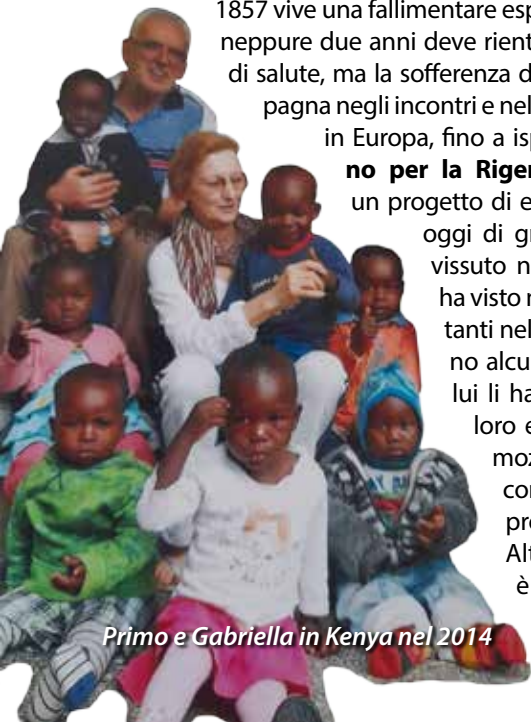 1857 vive una fallimentare esp
neppure due anni deve rient
di salute, ma la sofferenza d
pagna negli incontri e nel
in Europa, fino a isp
no per la Riger
un progetto di e
oggi di gr
vissuto n
ha visto r
tanti nel
no alcu
lui li ha
loro e
moz
con
pro
Alt
è
Primo e Gabriella in Kenya nel 2014